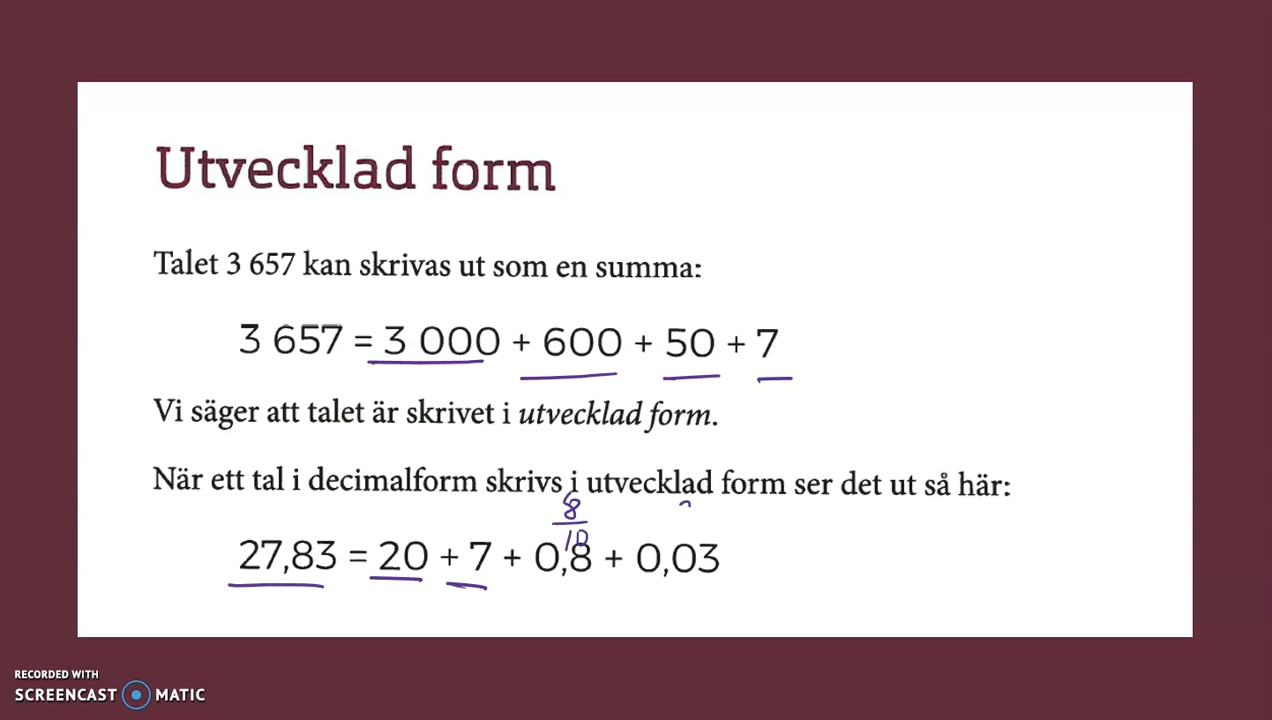 Utvecklad form
Talet 3 657 kan skrivas ut som en summa:
3 657 = 3 000 + 600 + 50 + 7
Vi säger att talet är skrivet i utvecklad form.
När ett tal i decimalform skrivs i utvecklad form ser det ut så här:
8
10
27,83 = 20 + 7 + 0,8 + 0,03
RECORDED WITH
SCREENCAST MATIC